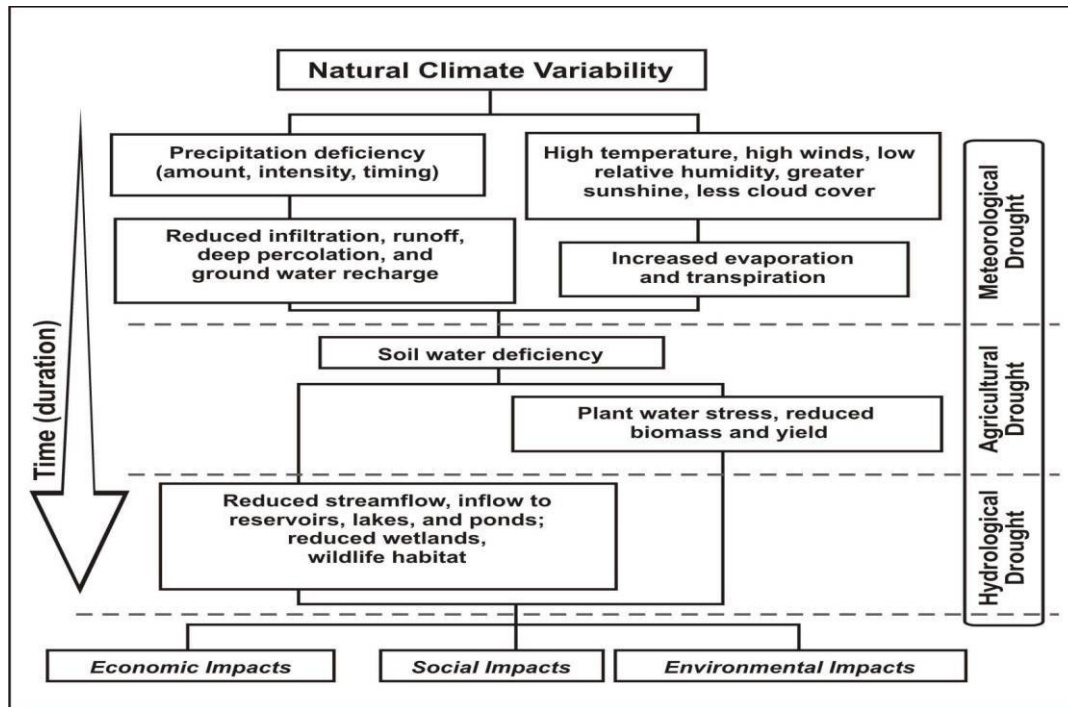 Natural Climate Variability
Precipitation deficiency
(amount, intensity, timing)
High temperature, high winds, low
relative humidity, greater
sunshine, less cloud cover
Reduced infiltration, runoff,
deep percolation, and
ground water recharge
Increased evaporation
and transpiration
Meteorological
Drought
Time (duration)
Soil water deficiency
Plant water stress, reduced
biomass and yield
Agricultural
Drought
Reduced streamflow, inflow to
reservoirs, lakes, and ponds;
reduced wetlands,
wildlife habitat
Hydrological
Drought
Economic Impacts
Social Impacts
Environmental Impacts